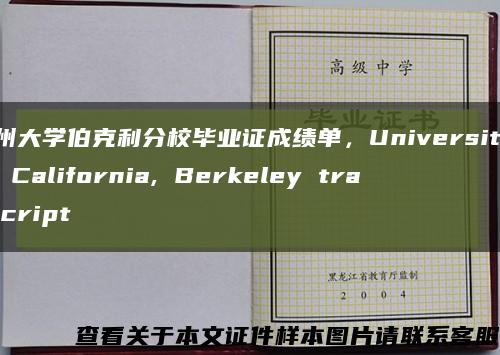 高级中学
毕业证书
州大学伯克利分校毕业证成绩单，Universit
California, Berkeley tra
cript
黑龙江省教育厅监制
2004
查看关于本文证件样本图片请联系客服